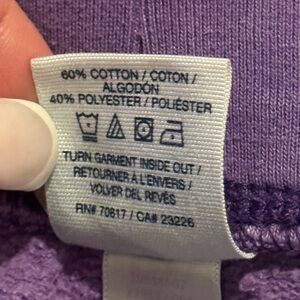 60% COTTON / COTON /
ALGODÓN
40% POLYESTER / POLIÉSTER
TURN GARMENT INSIDE OUT /
RETOURNER À L'ENVERS /
VOLVER DEL REVÉS
RN# 70817 / CA# 23226